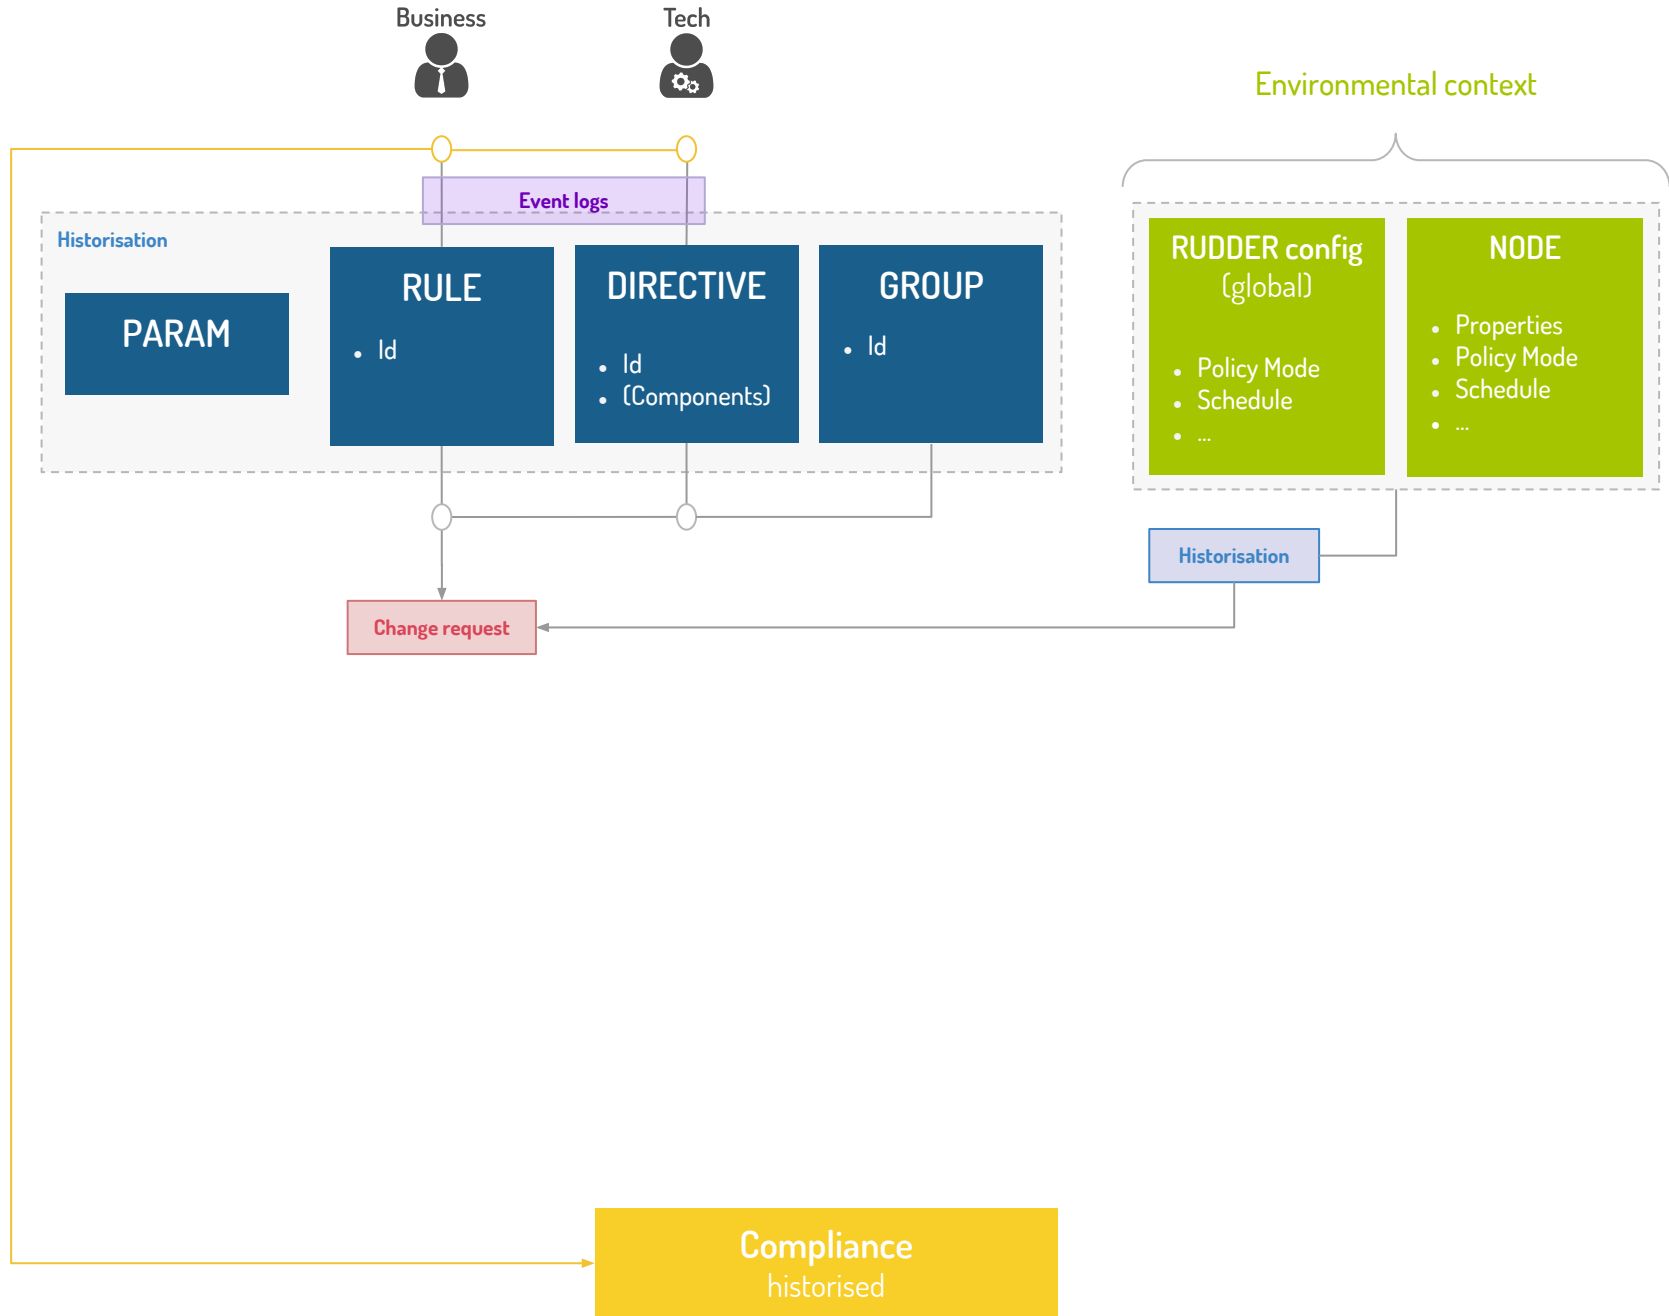 Business
Tech
Environmental context
Event logs
Historisation
PARAM
RULE
• Id
DIRECTIVE
• Id
• (Components)
GROUP
• Id
RUDDER config
(global)
• Policy Mode
• Schedule
• ...
NODE
• Properties
• Policy Mode
• Schedule
• ...
Historisation
Change request
Compliance
historised